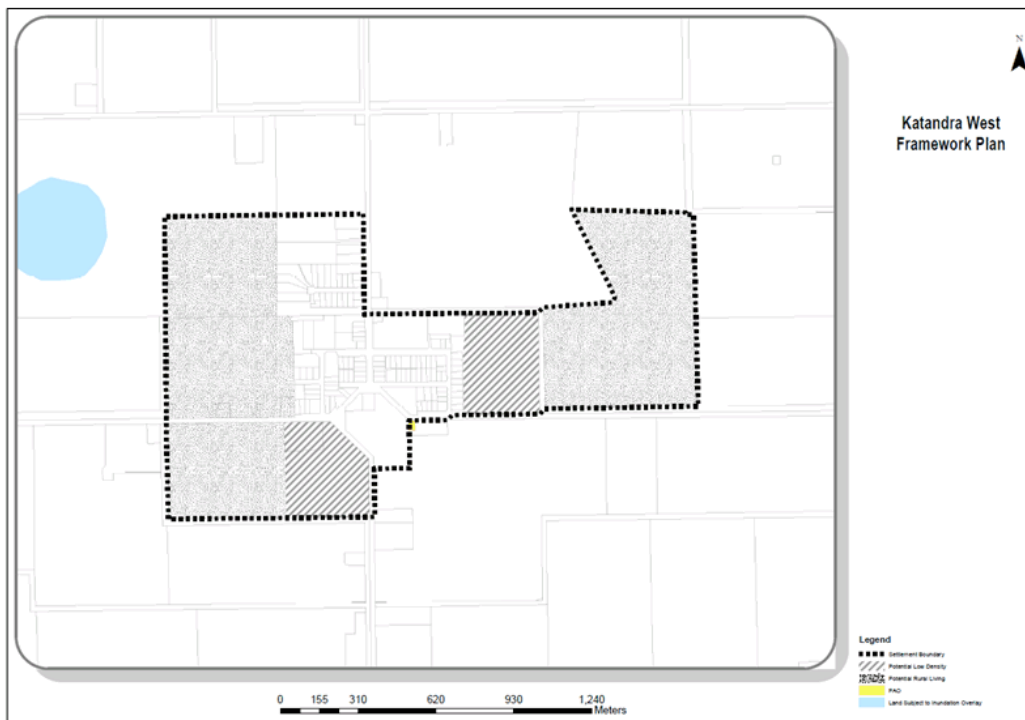 N
Katandra West
Framework Plan
Legend
Settlement Boundary
Potential Low Density
Potential Rural Living
PAO
Land Subject to Inundation Overlay
0 155 310 620 930 1,240
Meters